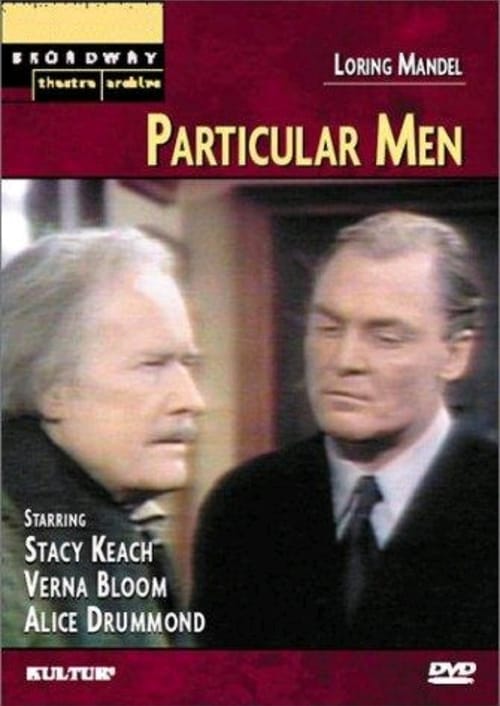 BROADWAY
theatre archive
LORING MANDEL
PARTICULAR MEN
STARRING
STACY KEACH
VERNA BLOOM
ALICE DRUMMOND
KULTUR
DVD